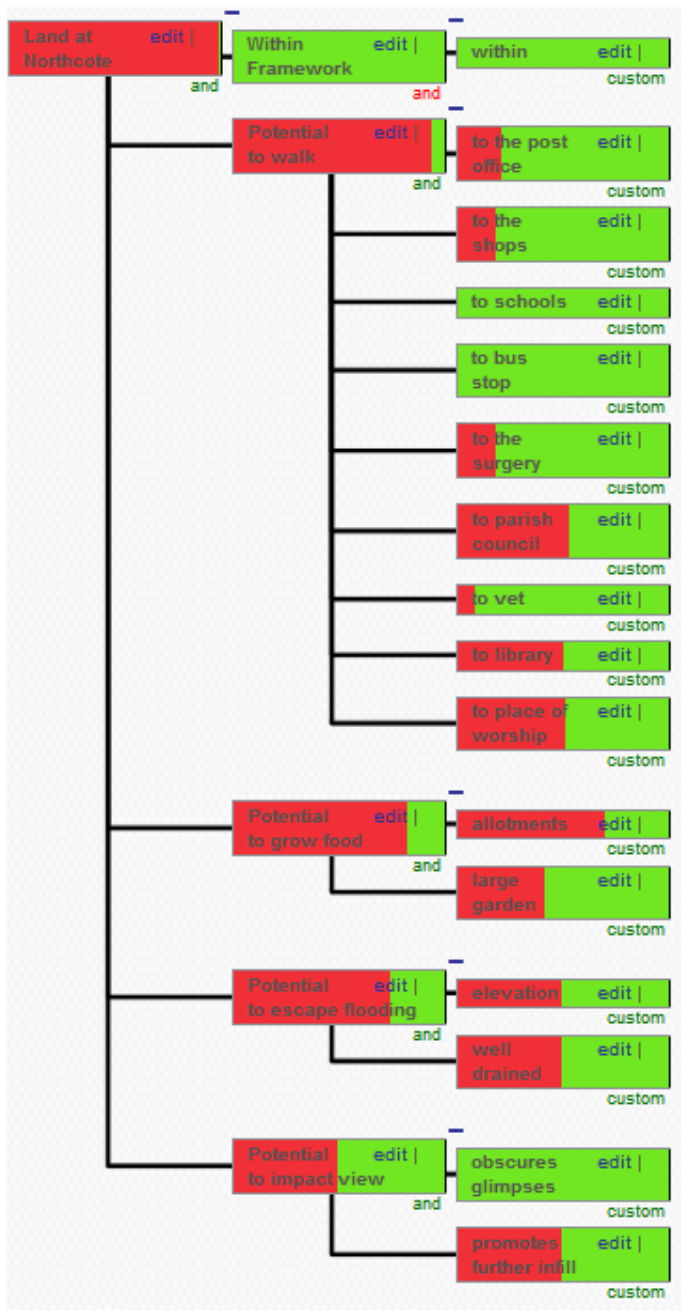 Land at edit |
Northcote
and
Within edit |
Framework
and
within edit |
custom
Potential edit |
to walk
and
to the post edit |
office
custom
to the edit |
shops
custom
to schools edit |
custom
to bus edit |
stop
custom
to the edit |
surgery
custom
to parish edit |
council
custom
to vet edit |
custom
to library edit |
custom
to place of edit |
worship
custom
Potential edit |
to grow food
and
allotments edit |
custom
large edit |
garden
custom
Potential edit |
to escape flooding
and
elevation edit |
custom
well edit |
drained
custom
Potential edit |
to impact view
and
obscures edit |
glimpses
custom
promotes edit |
further infill
custom